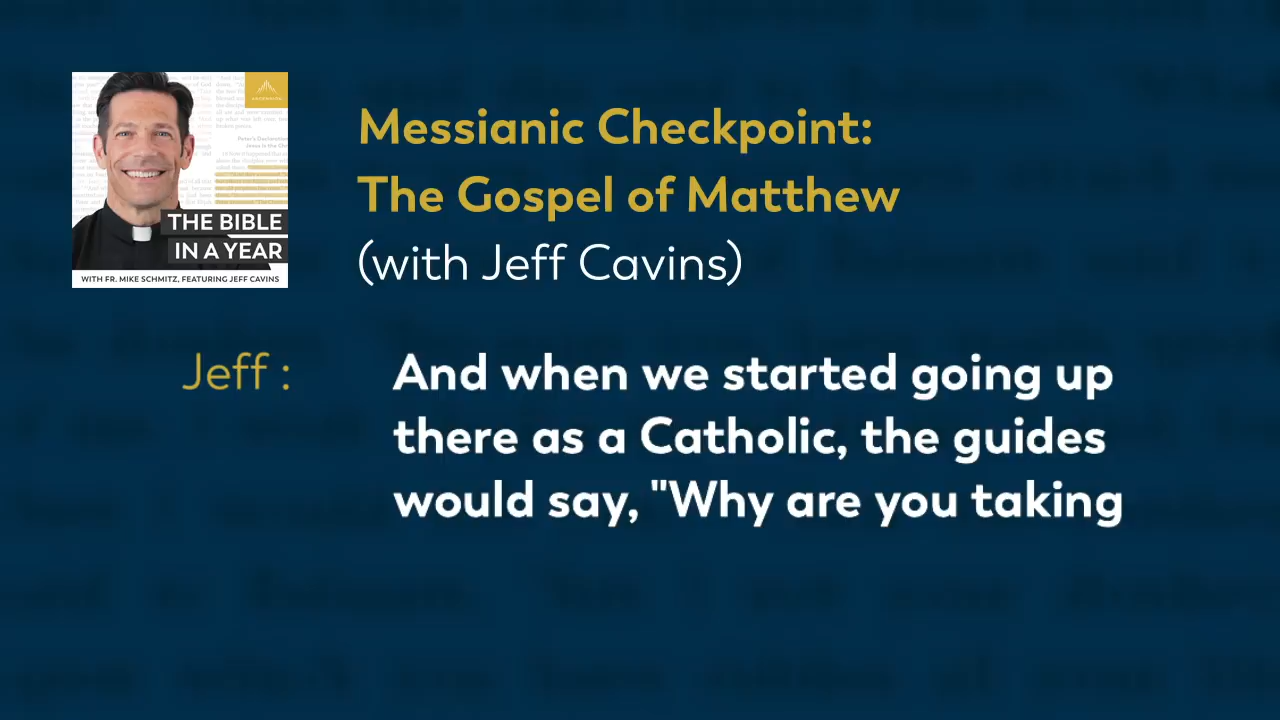 Messianic Checkpoint:
The Gospel of Matthew
(with Jeff Cavins)
THE BIBLE
IN A YEAR
WITH FR. MIKE SCHMITZ, FEATURING JEFF CAVINS
Jeff :
And when we started going up
there as a Catholic, the guides
would say, "Why are you taking